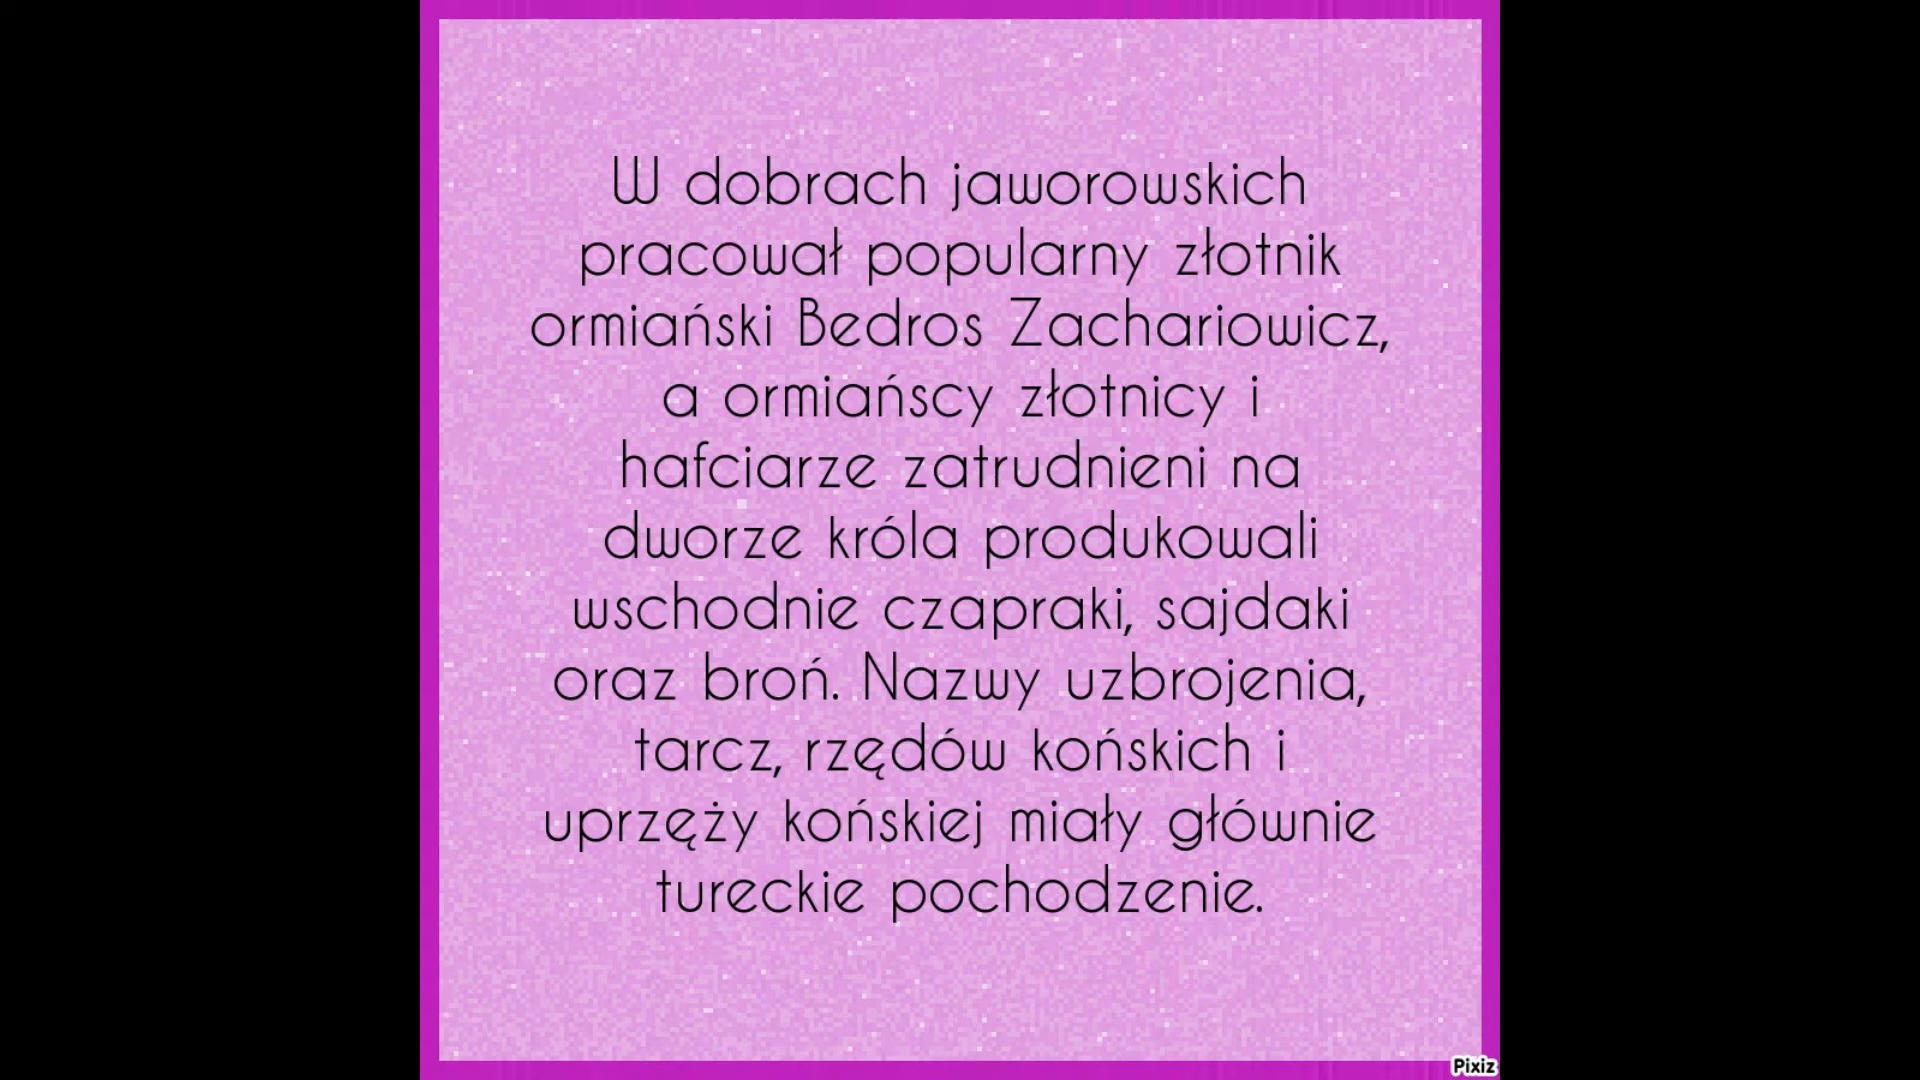 W dobrach jaworowskich
pracował popularny złotnik
ormiański Bedros Zachariowicz,
a ormiańscy złotnicy i
hafciarze zatrudnieni na
dworze króla produkowali
wschodnie czapraki, sajdaki
oraz broń. Nazwy uzbrojenia,
tarcz, rzędów końskich i
uprzęży końskiej miały głównie
tureckie pochodzenie.
Pixiz